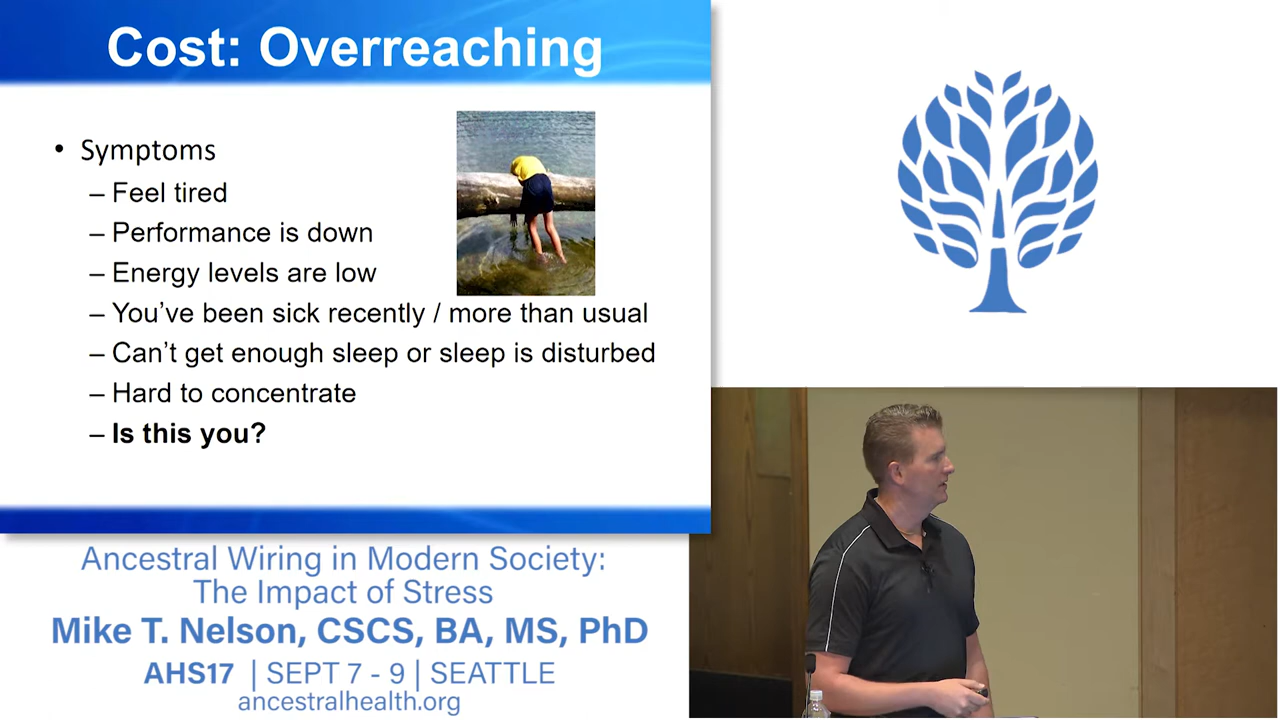 Cost: Overreaching
• Symptoms
– Feel tired
– Performance is down
– Energy levels are low
– You’ve been sick recently / more than usual
– Can’t get enough sleep or sleep is disturbed
– Hard to concentrate
– Is this you?
Ancestral Wiring in Modern Society:
The Impact of Stress
Mike T. Nelson, CSCS, BA, MS, PhD
AHS17 | SEPT 7 - 9 | SEATTLE
ancestralhealth.org